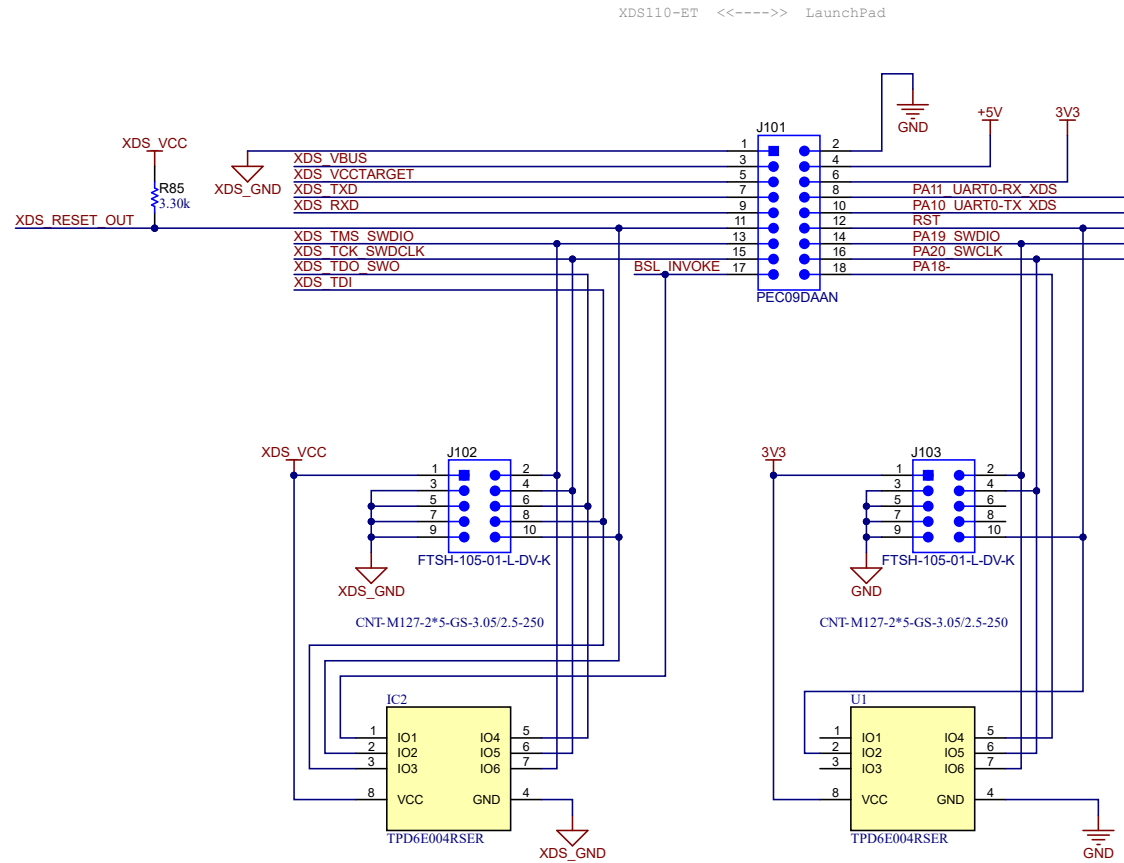 XDS110-ET <<---->> LaunchPad
+5V 3V3
GND
J101
XDS_VCC
1 2
XDS_VBUS 3 4
XDS_VCCTARGET 5 6
XDS_GND
R85 XDS_TXD 7 8 PA11_UART0-RX_XDS
3.30k XDS_RXD 9 10 PA10_UART0-TX_XDS
XDS_RESET_OUT 11 12 RST
XDS_TMS_SWDIO 13 14 PA19_SWDIO
XDS_TCK_SWDCLK 15 16 PA20_SWCLK
XDS_TDO_SWO BSL_INVOKE 17 18 PA18-
XDS_TDI
PEC09DAAN
XDS_VCC J102 3V3 J103
1 2 1 2
3 4 3 4
5 6 5 6
7 8 7 8
9 10 9 10
FTSH-105-01-L-DV-K FTSH-105-01-L-DV-K
XDS_GND GND
CNT-M127-2*5-GS-3.05/2.5-250 CNT-M127-2*5-GS-3.05/2.5-250
IC2 U1
1 IO1 IO4 5 1 IO1 IO4 5
2 IO2 IO5 6 2 IO2 IO5 6
3 IO3 IO6 7 3 IO3 IO6 7
8 VCC GND 4 8 VCC GND 4
TPD6E004RSER TPD6E004RSER
XDS_GND GND